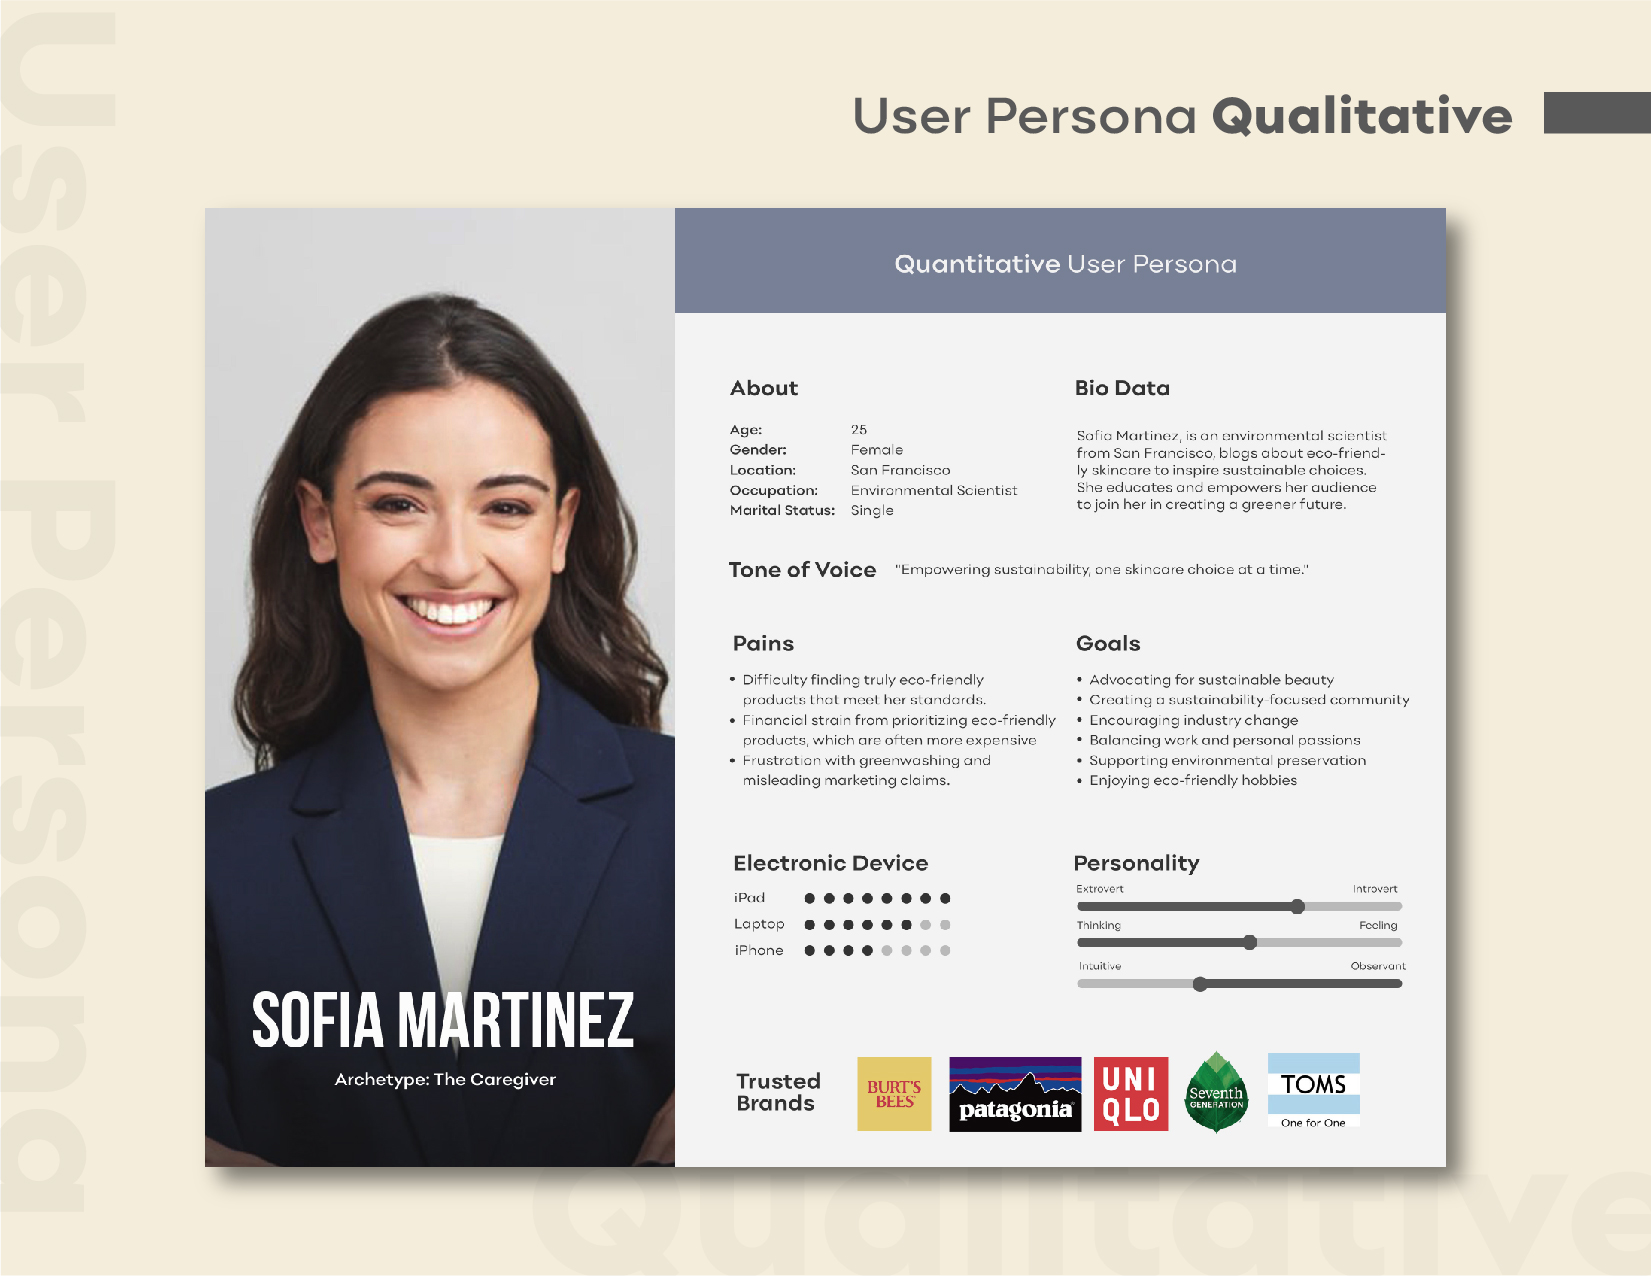 User Persona Qualitative
User Persona
Quantitative User Persona
About
Age: 25
Gender: Female
Location: San Francisco
Occupation: Environmental Scientist
Marital Status: Single
Bio Data
Sofia Martinez, is an environmental scientist
from San Francisco, blogs about eco-friend-
ly skincare to inspire sustainable choices.
She educates and empowers her audience
to join her in creating a greener future.
Tone of Voice "Empowering sustainability, one skincare choice at a time."
Pains
• Difficulty finding truly eco-friendly
products that meet her standards.
• Financial strain from prioritizing eco-friendly
products, which are often more expensive
• Frustration with greenwashing and
misleading marketing claims.
Goals
• Advocating for sustainable beauty
• Creating a sustainability-focused community
• Encouraging industry change
• Balancing work and personal passions
• Supporting environmental preservation
• Enjoying eco-friendly hobbies
Electronic Device
iPad
Laptop
iPhone
Personality
Extrovert Introvert
Thinking Feeling
Intuitive Observant
SOFIA MARTINEZ
Archetype: The Caregiver
Trusted
Brands
BURT'S
BEES
patagonia
UNI
QLO
Seventh
GENERATION
TOMS
One for One
Qualitative